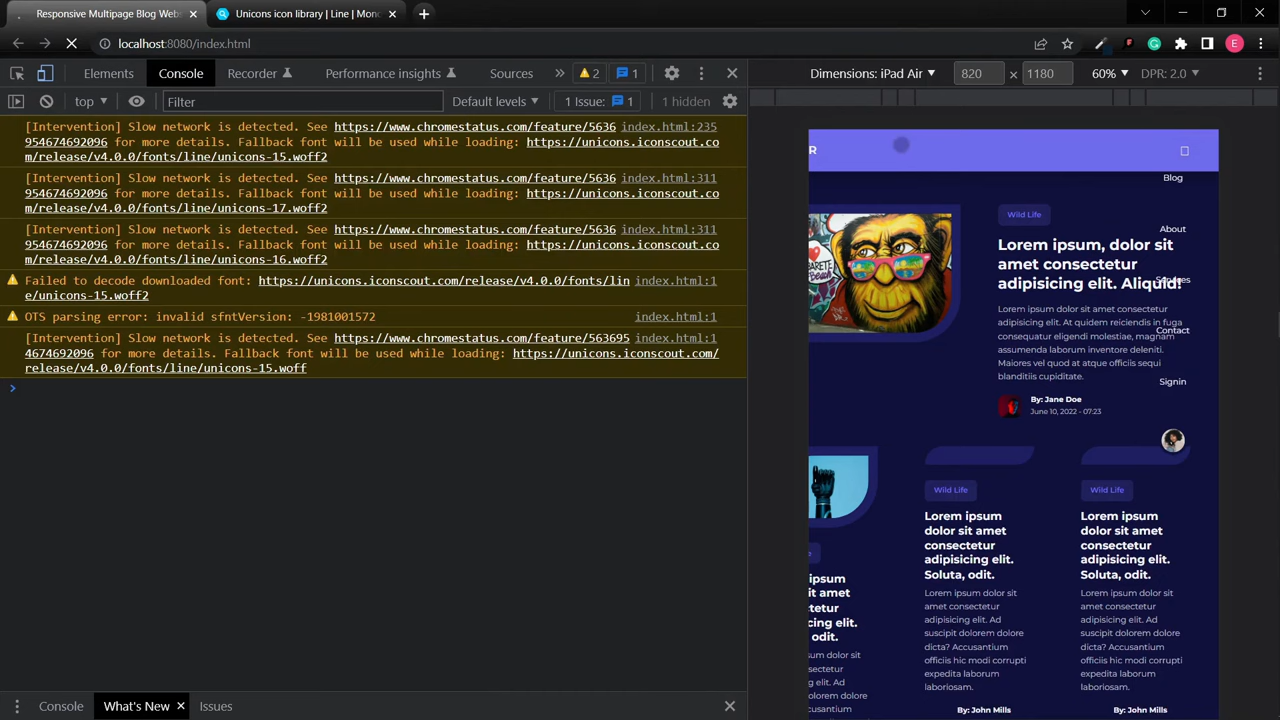 Responsive Multipage Blog Web
Unicons icon library | Line | Mono
localhost:8080/index.html
E
Elements
Console
Recorder
Performance insights
Sources
2
1
Dimensions: iPad Air
820
×
1180
60%
DPR: 2.0
top
Filter
Default levels
1 Issue:
1
1 hidden
[Intervention] Slow network is detected. See https://www.chromestatus.com/feature/5636 index.html:235
954674692096 for more details. Fallback font will be used while loading: https://unicons.iconscout.co
m/release/v4.0.0/fonts/line/unicons-15.woff2
[Intervention] Slow network is detected. See https://www.chromestatus.com/feature/5636 index.html:311
954674692096 for more details. Fallback font will be used while loading: https://unicons.iconscout.co
m/release/v4.0.0/fonts/line/unicons-17.woff2
[Intervention] Slow network is detected. See https://www.chromestatus.com/feature/5636 index.html:311
954674692096 for more details. Fallback font will be used while loading: https://unicons.iconscout.co
m/release/v4.0.0/fonts/line/unicons-16.woff2
Failed to decode downloaded font: https://unicons.iconscout.com/release/v4.0.0/fonts/lin index.html:1
e/unicons-15.woff2
OTS parsing error: invalid sfntVersion: -1981001572 index.html:1
[Intervention] Slow network is detected. See https://www.chromestatus.com/feature/563695 index.html:1
4674692096 for more details. Fallback font will be used while loading: https://unicons.iconscout.com/
release/v4.0.0/fonts/line/unicons-15.woff
Console
What's New
Issues
R
Blog
About
Services
Contact
Signin
Wild Life
Lorem ipsum, dolor sit
amet consectetur
adipisicing elit. Aliquid!
Lorem ipsum dolor sit amet consectetur,
adipisicing elit. At quidem reiciendis in fuga
consequatur eligendi molestiae, magnam
assumenda laborum inventore deleniti.
Maiores vel quod at atque officiis sequi
blanditiis cupiditate.
By: Jane Doe
June 10, 2022 - 07:23
ipsum
it amet
tetur
cing elit.
odit.
um dolor sit
nsectetur
g elit. Ad
olorem dolore
Wild Life
Lorem ipsum
dolor sit amet
consectetur
adipisicing elit.
Soluta, odit.
Lorem ipsum dolor sit
amet consectetur
adipisicing elit. Ad
suscipit dolorem dolore
dicta? Accusantium
officiis hic modi corrupti
expedita laborum
laboriosam.
By: John Mills
Wild Life
Lorem ipsum
dolor sit amet
consectetur
adipisicing elit.
Soluta, odit.
Lorem ipsum dolor sit
amet consectetur
adipisicing elit. Ad
suscipit dolorem dolore
dicta? Accusantium
officiis hic modi corrupti
expedita laborum
laboriosam.
By: John Mills